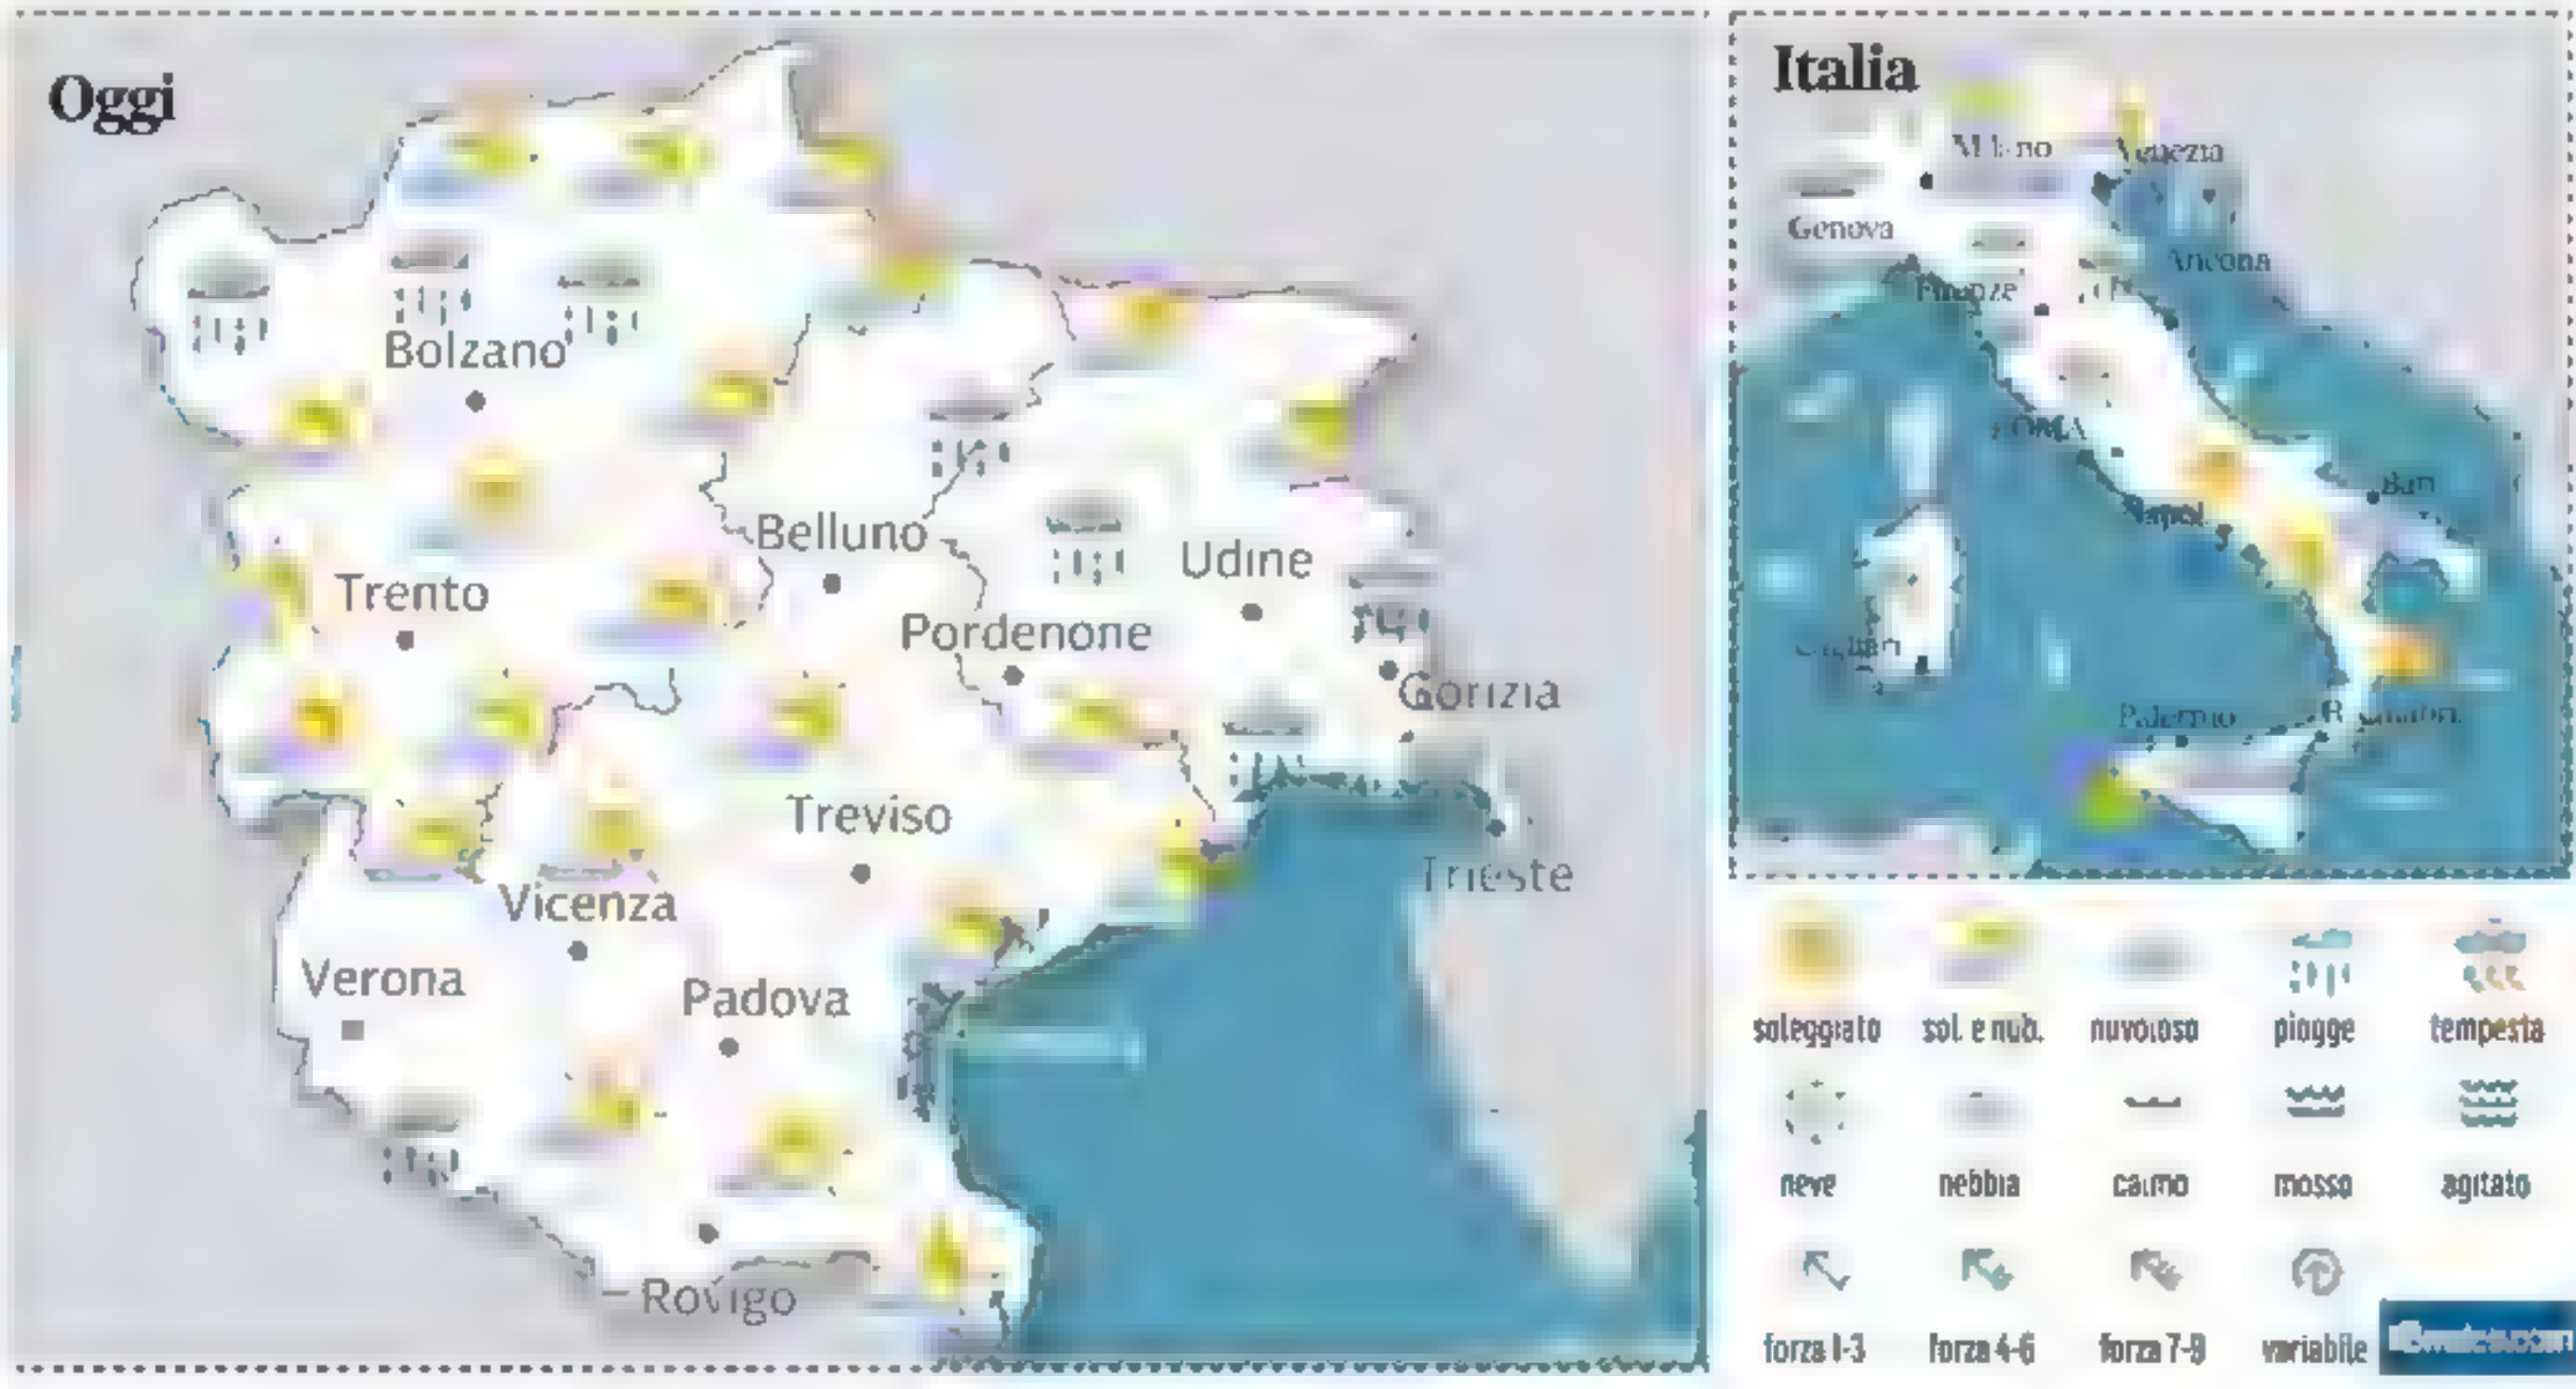 Oggi
Bolzano
Belluno
Udine
Trento
Pordenone
Gorizia
Treviso
Trieste
Vicenza
Verona
Padova
Rovigo
Italia
Venezia
Genova
Ancona
Firenze
Bari
Palermo
soleggiato sol. e nub. nuvoloso piogge tempesta
neve nebbia calmo mosso agitato
forza 1-3 forza 4-6 forza 7-9 variabile